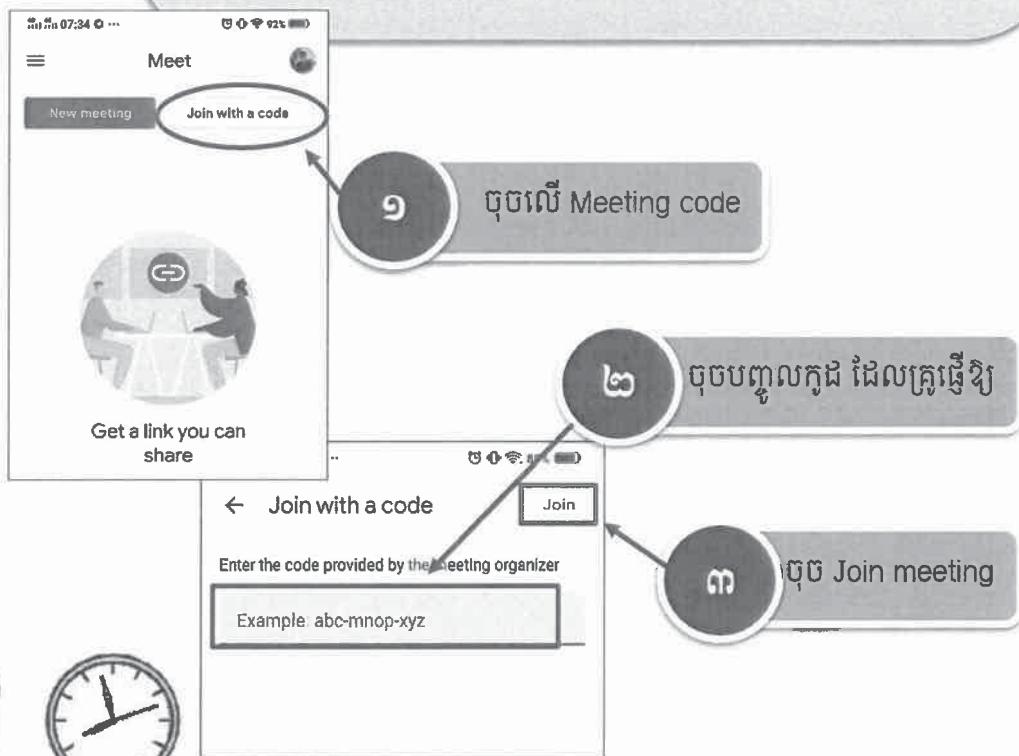 07:34
92%
Meet
New meeting
Join with a code
១
ចុចលើ Meeting code
២
ចុចបញ្ចូលកូដ ដែលគ្រូផ្ញើឱ្យ
Get a link you can
share
Join with a code
Join
Enter the code provided by the meeting organizer
Example: abc-mnop-xyz
៣
ចុច Join meeting